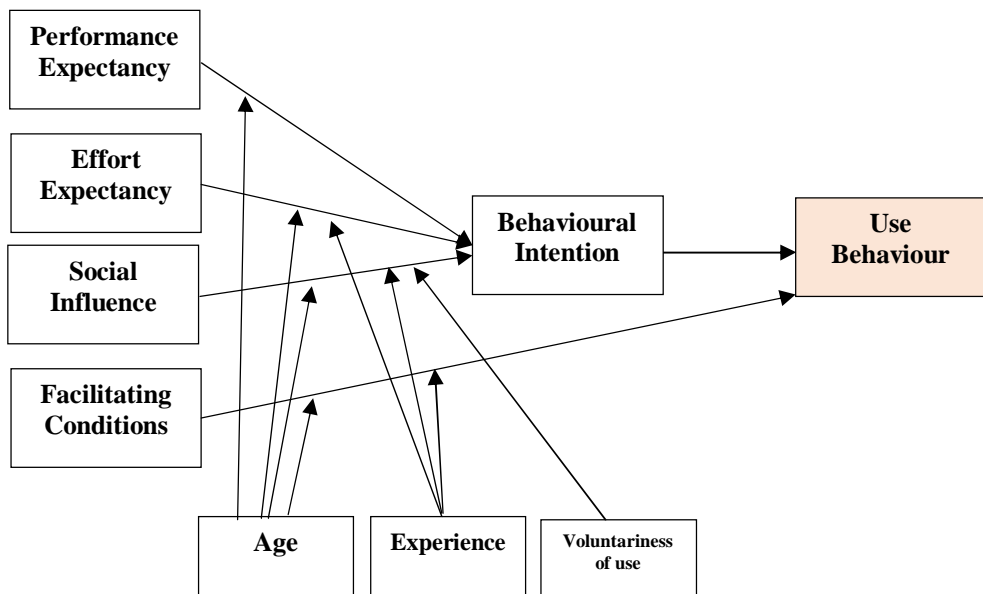 Performance
Expectancy
Effort
Expectancy
Social
Influence
Facilitating
Conditions
Behavioural
Intention
Use
Behaviour
Age
Experience
Voluntariness
of use